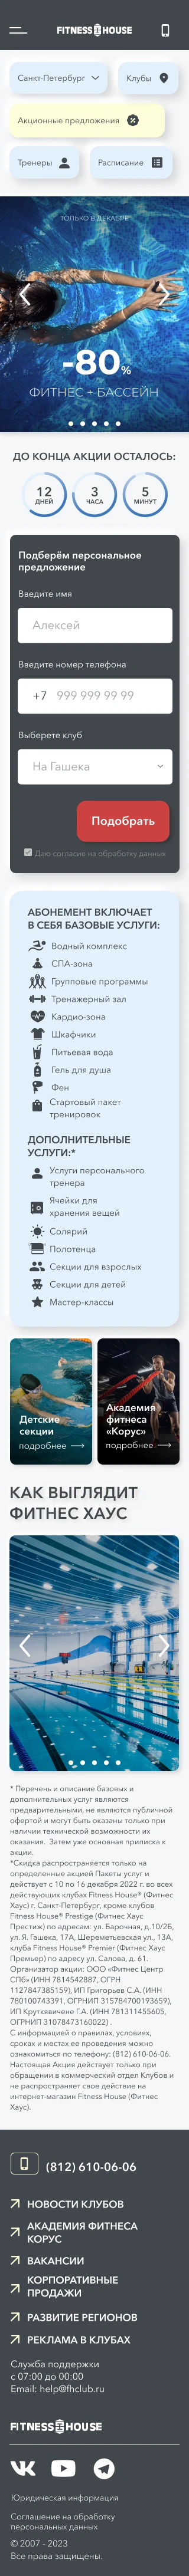 FITNESS HOUSE
Санкт-Петербург
Клубы
Акционные предложения
Тренеры
Расписание
ТОЛЬКО В ДЕКАБРЕ
-80%
ФИТНЕС + БАССЕЙН
ДО КОНЦА АКЦИИ ОСТАЛОСЬ:
12 3 5
ДНЕЙ ЧАСА МИНУТ
Подберём персональное
предложение
Введите имя
Алексей
Введите номер телефона
+7 999 999 99 99
Выберете клуб
На Гашека
Подобрать
Даю согласие на обработку данных
АБОНЕМЕНТ ВКЛЮЧАЕТ
В СЕБЯ БАЗОВЫЕ УСЛУГИ:
Водный комплекс
СПА-зона
Групповые программы
Тренажерный зал
Кардио-зона
Шкафчики
Питьевая вода
Гель для душа
Фен
Стартовый пакет
тренировок
ДОПОЛНИТЕЛЬНЫЕ
УСЛУГИ:*
Услуги персонального
тренера
Ячейки для
хранения вещей
Солярий
Полотенца
Секции для взрослых
Секции для детей
Мастер-классы
Детские
секции
подробнее
Академия
фитнеса
«Корус»
подробнее
КАК ВЫГЛЯДИТ
ФИТНЕС ХАУС
* Перечень и описание базовых и
дополнительных услуг являются
предварительными, не являются публичной
офертой и могут быть оказаны только при
наличии технической возможности их
оказания. Затем уже основная приписка к
акции.
*Скидка распространяется только на
определенные акцией Пакеты услуг и
действует с 10 по 16 декабря 2022 г. во всех
действующих клубах Fitness House® (Фитнес
Хаус) г. Санкт-Петербург, кроме клубов
Fitness House® Prestige (Фитнес Хаус
Престиж) по адресам: ул. Барочная, д.10/2Б,
ул. Я. Гашека, 17А, Шереметьевская ул., 13А,
клуба Fitness House® Premier (Фитнес Хаус
Премьер) по адресу ул. Салова, д. 61.
Организатор акции: ООО «Фитнес Центр
СПб» (ИНН 7814542887, ОГРН
1127847385159), ИП Григорьев С.А. (ИНН
780100743391, ОГРНИП 315784700193659),
ИП Крутяквичене Г.А. (ИНН 781311455605,
ОГРНИП 31078473160022) .
С информацией о правилах, условиях,
сроках и местах ее проведения можно
ознакомиться по телефону: (812) 610-06-06.
Настоящая Акция действует только при
обращении в коммерческий отдел Клубов и
не распространяет свое действие на
интернет-магазин Fitness House (Фитнес
Хаус).
(812) 610-06-06
НОВОСТИ КЛУБОВ
АКАДЕМИЯ ФИТНЕСА
КОРУС
ВАКАНСИИ
КОРПОРАТИВНЫЕ
ПРОДАЖИ
РАЗВИТИЕ РЕГИОНОВ
РЕКЛАМА В КЛУБАХ
Служба поддержки
с 07:00 до 00:00
Email: help@fhclub.ru
FITNESS HOUSE
Юридическая информация
Соглашение на обработку
персональных данных
© 2007 - 2023
Все права защищены.